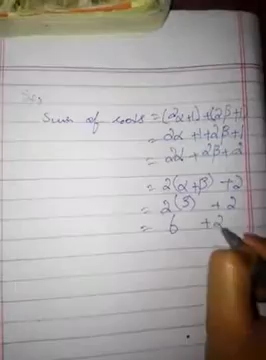 Sum of roots = (2α+1)+(2β+1)
= 2α+1+2β+1
= 2α+2β+2
= 2(α+β)+2
= 2(3)+2
= 6+2